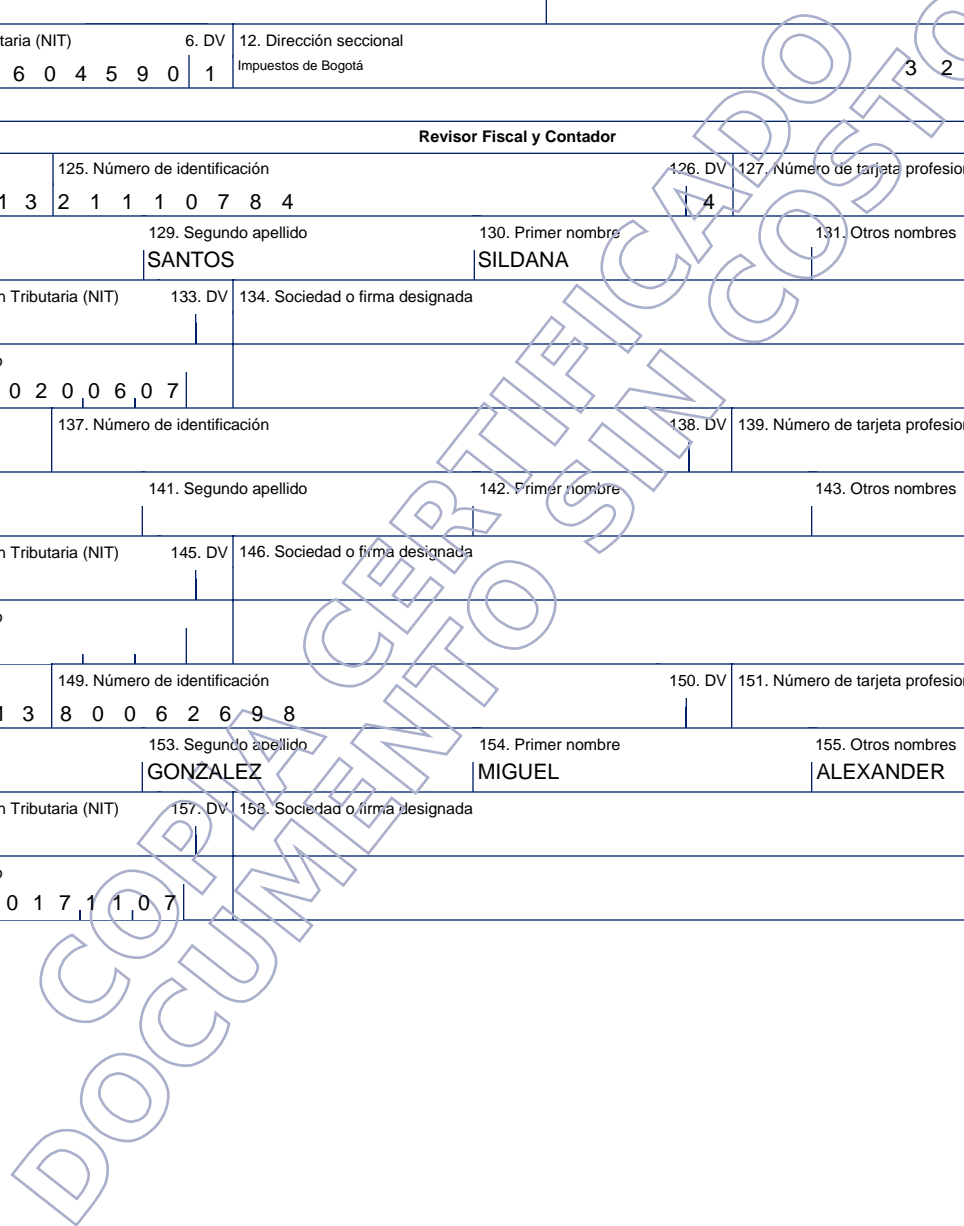 taria (NIT) 6. DV 12. Dirección seccional
6 0 4 5 9 0 1 Impuestos de Bogotá 3 2
Revisor Fiscal y Contador
125. Número de identificación 126. DV 127. Número de tarjeta profesion
1 3 2 1 1 1 0 7 8 4 4
129. Segundo apellido 130. Primer nombre 131. Otros nombres
SANTOS SILDANA
n Tributaria (NIT) 133. DV 134. Sociedad o firma designada
o
0 2 0 0 6 0 7
137. Número de identificación 138. DV 139. Número de tarjeta profesion
141. Segundo apellido 142. Primer nombre 143. Otros nombres
n Tributaria (NIT) 145. DV 146. Sociedad o firma designada
o
149. Número de identificación 150. DV 151. Número de tarjeta profesion
1 3 8 0 0 6 2 6 9 8
153. Segundo apellido 154. Primer nombre 155. Otros nombres
GONZALEZ MIGUEL ALEXANDER
n Tributaria (NIT) 157. DV 158. Sociedad o firma designada
o
0 1 7 1 1 0 7
COPIA CERTIFICADO
DOCUMENTO SIN COSTO